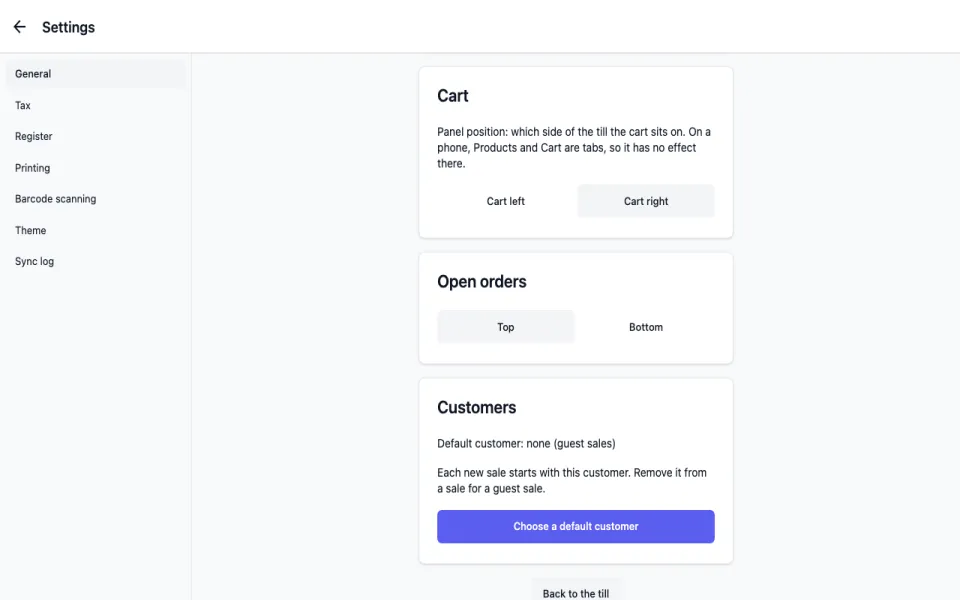 Settings
General
Tax
Register
Printing
Barcode scanning
Theme
Sync log
Cart
Panel position: which side of the till the cart sits on. On a
phone, Products and Cart are tabs, so it has no effect
there.
Cart left
Cart right
Open orders
Top
Bottom
Customers
Default customer: none (guest sales)
Each new sale starts with this customer. Remove it from
a sale for a guest sale.
Choose a default customer
Back to the till